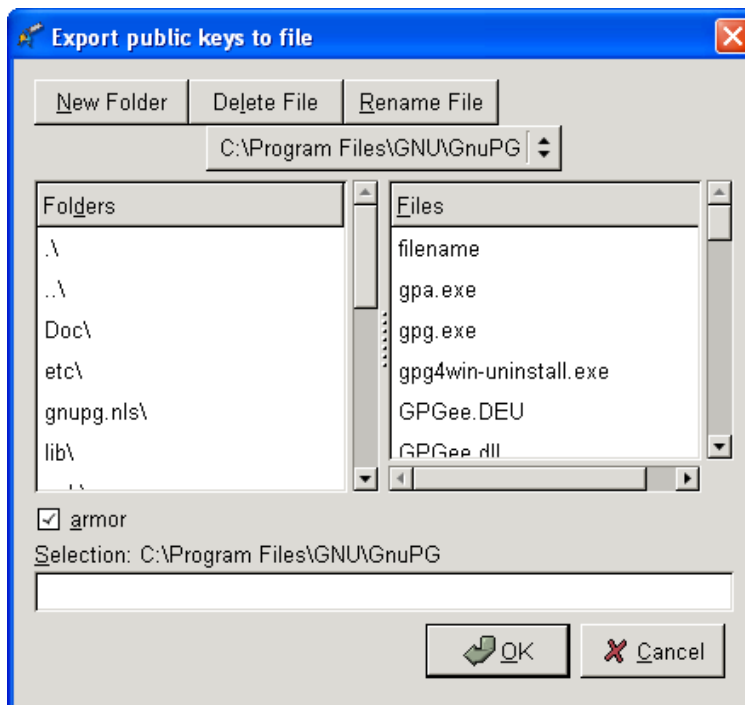 Export public keys to file
New Folder Delete File Rename File
C:\Program Files\GNU\GnuPG
Folders
.\
..\
Doc\
etc\
gnupg.nls\
lib\
Files
filename
gpa.exe
gpg.exe
gpg4win-uninstall.exe
GPGee.DEU
GPGee.dll
armor
Selection: C:\Program Files\GNU\GnuPG
OK Cancel